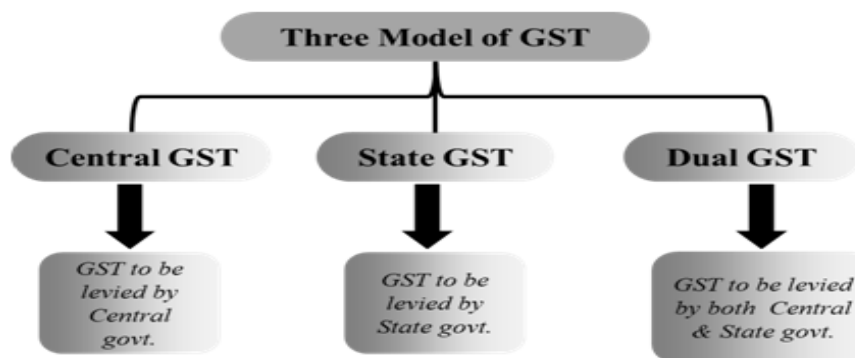 Three Model of GST
Central GST
State GST
Dual GST
GST to be
levied by
Central
govt.
GST to be
levied by
State govt.
GST to be levied
by both Central
& State govt.